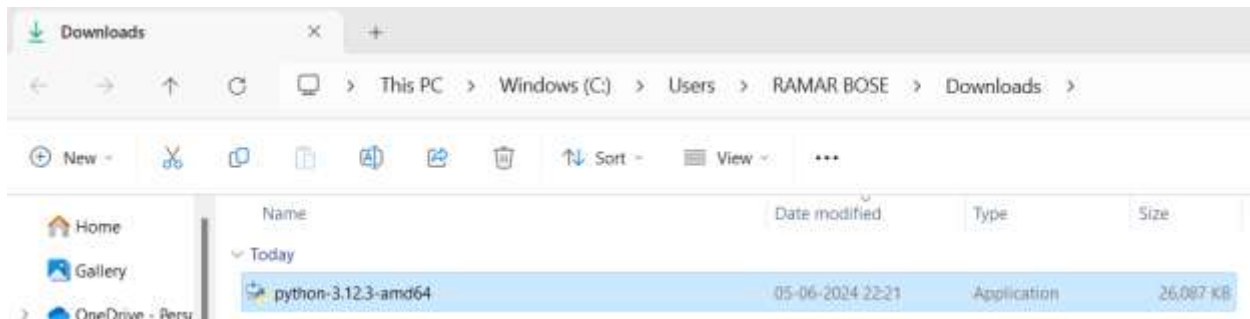 Downloads
This PC > Windows (C:) > Users > RAMAR BOSE > Downloads >
New Sort View ...
Home
Gallery
OneDrive - Persc
Name Date modified Type Size
Today
python-3.12.3-amd64 05-06-2024 22:21 Application 26,087 KB